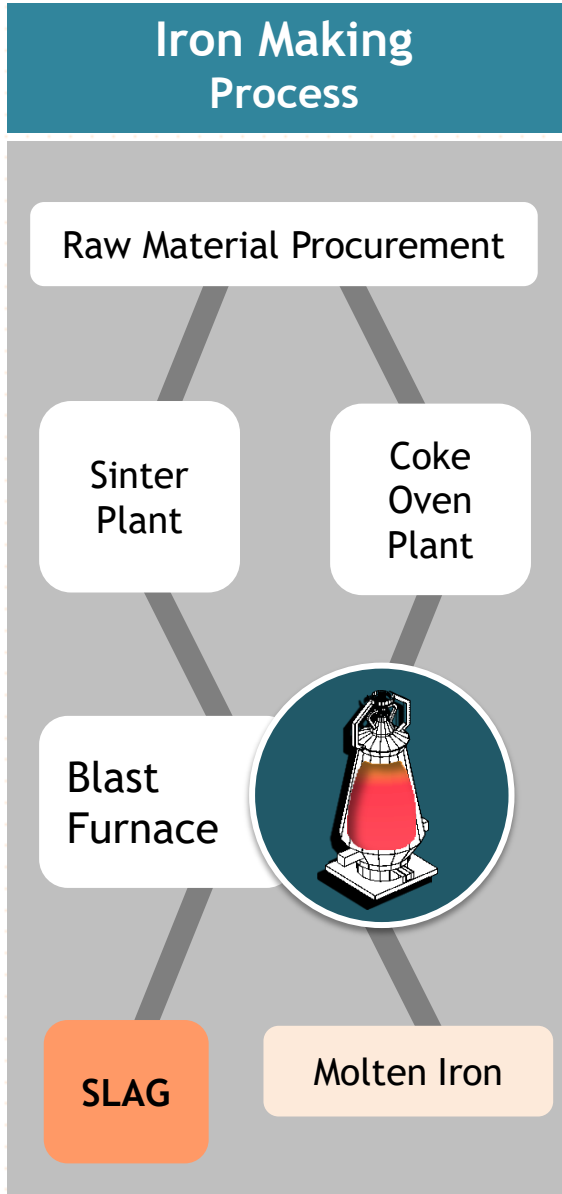 Iron Making
Process
Raw Material Procurement
Sinter
Plant
Coke
Oven
Plant
Blast
Furnace
SLAG
Molten Iron